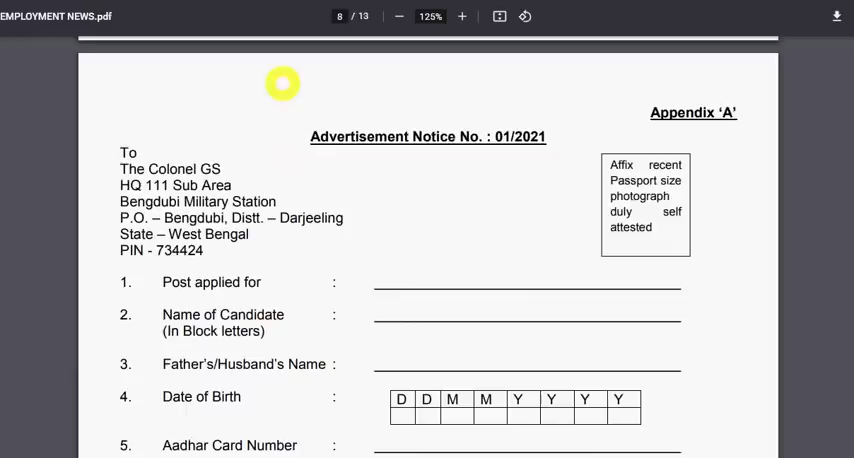 EMPLOYMENT NEWS.pdf
8 / 13 − 125% +
Appendix ‘A’
Advertisement Notice No. : 01/2021
To
The Colonel GS
HQ 111 Sub Area
Bengdubi Military Station
P.O. – Bengdubi, Distt. – Darjeeling
State – West Bengal
PIN - 734424
Affix recent
Passport size
photograph
duly self
attested
1. Post applied for :
2. Name of Candidate :
(In Block letters)
3. Father’s/Husband’s Name :
4. Date of Birth : D D M M Y Y Y Y
5. Aadhar Card Number :